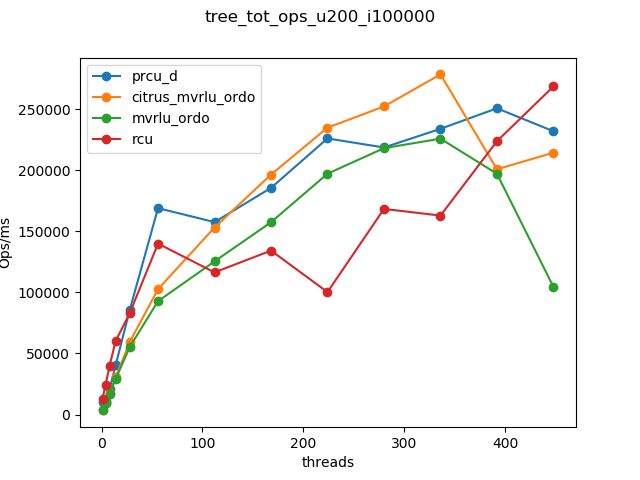 tree_tot_ops_u200_i100000
prcu_d
citrus_mvrlu_ordo
mvrlu_ordo
rcu
Ops/ms
250000
200000
150000
100000
50000
0
0 100 200 300 400
threads